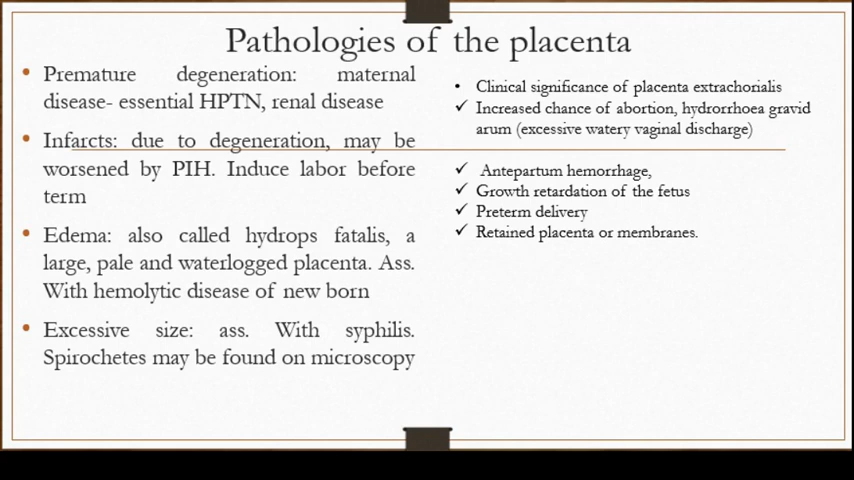 Pathologies of the placenta
• Premature degeneration: maternal
disease- essential HPTN, renal disease
• Infarcts: due to degeneration, may be
worsened by PIH. Induce labor before
term
• Edema: also called hydrops fatalis, a
large, pale and waterlogged placenta. Ass.
With hemolytic disease of new born
• Excessive size: ass. With syphilis.
Spirochetes may be found on microscopy
• Clinical significance of placenta extrachorialis
✓ Increased chance of abortion, hydrorrhoea gravid
arum (excessive watery vaginal discharge)
✓ Antepartum hemorrhage,
✓ Growth retardation of the fetus
✓ Preterm delivery
✓ Retained placenta or membranes.